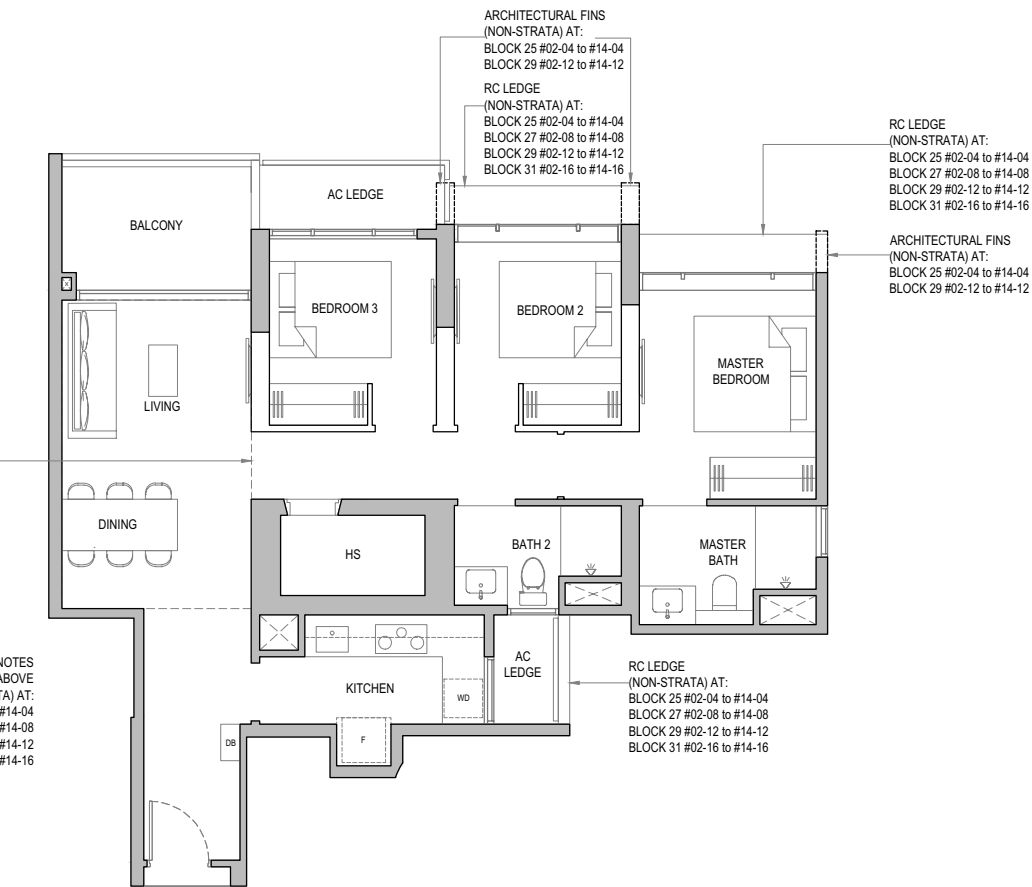 ARCHITECTURAL FINS
(NON-STRATA) AT:
BLOCK 25 #02-04 to #14-04
BLOCK 29 #02-12 to #14-12
RC LEDGE
(NON-STRATA) AT:
BLOCK 25 #02-04 to #14-04
BLOCK 27 #02-08 to #14-08
BLOCK 29 #02-12 to #14-12
BLOCK 31 #02-16 to #14-16
RC LEDGE
(NON-STRATA) AT:
BLOCK 25 #02-04 to #14-04
BLOCK 27 #02-08 to #14-08
BLOCK 29 #02-12 to #14-12
BLOCK 31 #02-16 to #14-16
ARCHITECTURAL FINS
(NON-STRATA) AT:
BLOCK 25 #02-04 to #14-04
BLOCK 29 #02-12 to #14-12
AC LEDGE
BALCONY
BEDROOM 3
BEDROOM 2
MASTER
BEDROOM
LIVING
DINING
HS
BATH 2
MASTER
BATH
AC
LEDGE
KITCHEN
WD
F
DB
RC LEDGE
(NON-STRATA) AT:
BLOCK 25 #02-04 to #14-04
BLOCK 27 #02-08 to #14-08
BLOCK 29 #02-12 to #14-12
BLOCK 31 #02-16 to #14-16
NOTES
ABOVE
TA) AT:
#14-04
#14-08
#14-12
#14-16